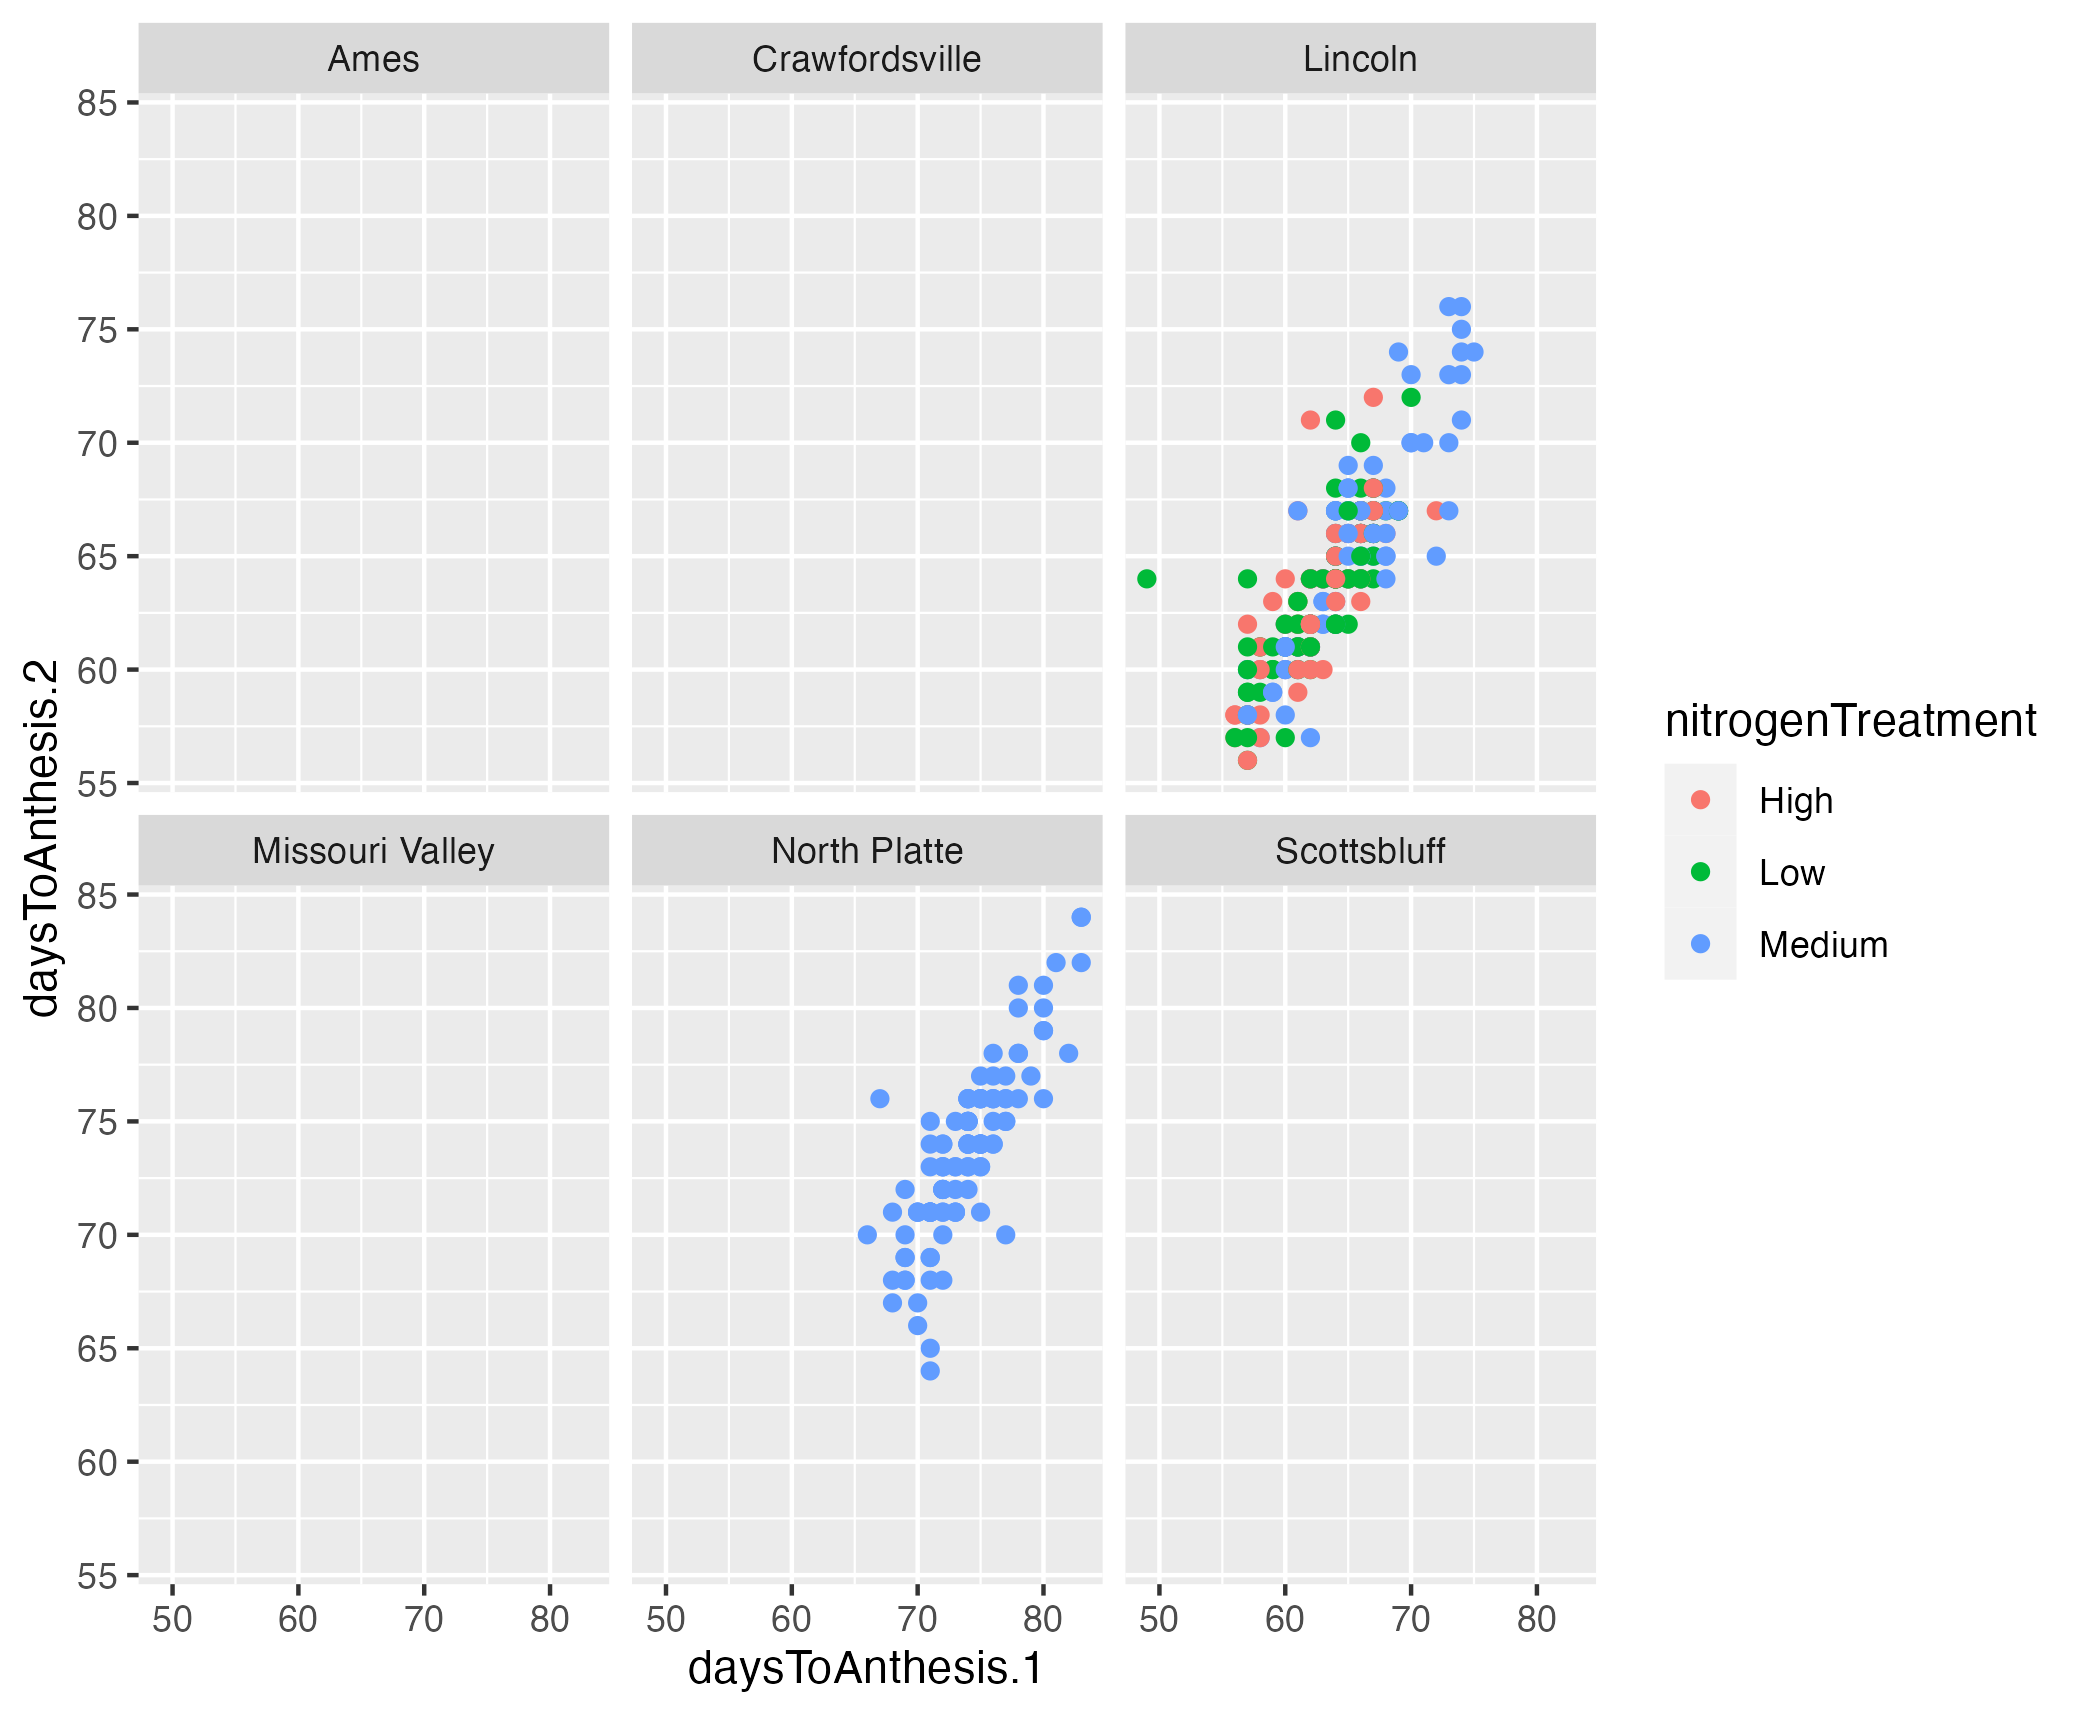 Ames
Crawfordsville
Lincoln
85
80
75
70
65
60
55
Missouri Valley
North Platte
Scottsbluff
85
80
75
70
65
60
55
50 60 70 80
50 60 70 80
50 60 70 80
daysToAnthesis.1
daysToAnthesis.2
nitrogenTreatment
High
Low
Medium